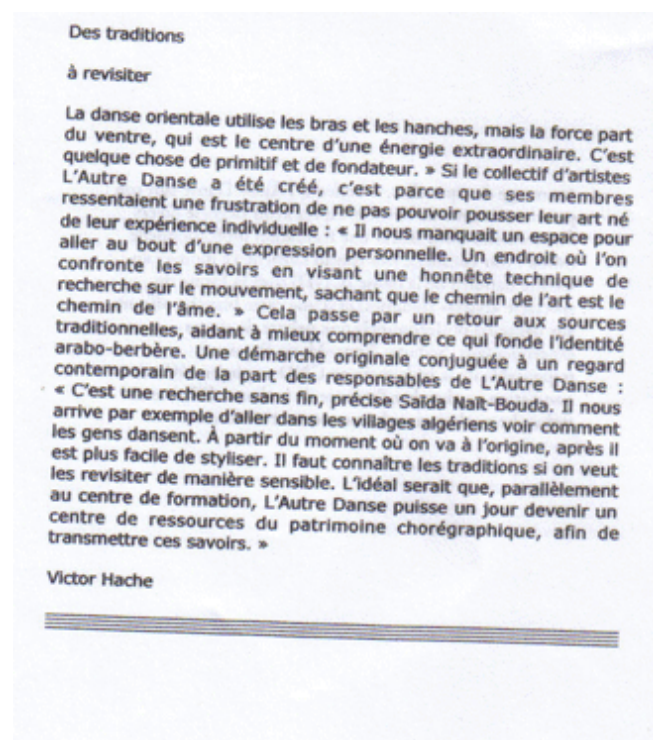 Des traditions
à revisiter
La danse orientale utilise les bras et les hanches, mais la force part
du ventre, qui est le centre d'une énergie extraordinaire. C'est
quelque chose de primitif et de fondateur. » Si le collectif d'artistes
L'Autre Danse a été créé, c'est parce que ses membres
ressentaient une frustration de ne pas pouvoir pousser leur art né
de leur expérience individuelle : « Il nous manquait un espace pour
aller au bout d'une expression personnelle. Un endroit où l'on
confronte les savoirs en visant une honnête technique de
recherche sur le mouvement, sachant que le chemin de l'art est le
chemin de l'âme. » Cela passe par un retour aux sources
traditionnelles, aidant à mieux comprendre ce qui fonde l'identité
arabo-berbère. Une démarche originale conjuguée à un regard
contemporain de la part des responsables de L'Autre Danse :
« C'est une recherche sans fin, précise Saïda Naït-Bouda. Il nous
arrive par exemple d'aller dans les villages algériens voir comment
les gens dansent. À partir du moment où on va à l'origine, après il
est plus facile de styliser. Il faut connaître les traditions si on veut
les revisiter de manière sensible. L'idéal serait que, parallèlement
au centre de formation, L'Autre Danse puisse un jour devenir un
centre de ressources du patrimoine chorégraphique, afin de
transmettre ces savoirs. »
Victor Hache